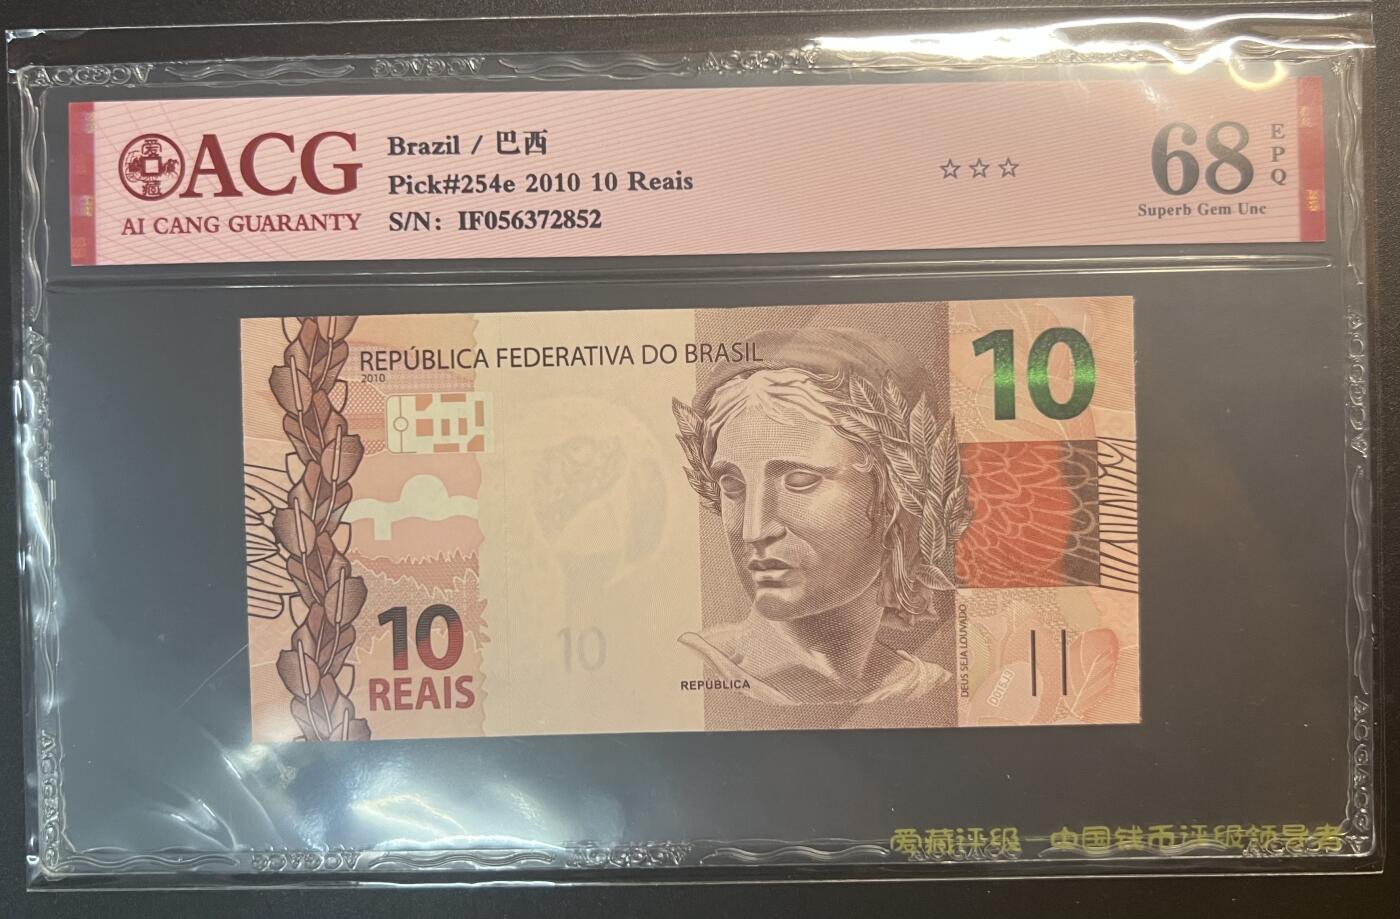 ACG
AI CANG GUARANTY
Brazil / 巴西
Pick#254e 2010 10 Reais
S/N: IF056372852
☆☆☆
68
EPQ
Superb Gem Unc
REPÚBLICA FEDERATIVA DO BRASIL
2010
10
10
10
REAIS
REPÚBLICA
DEUS SEJA LOUVADO
爱藏评级 — 中国钱币评级领导者